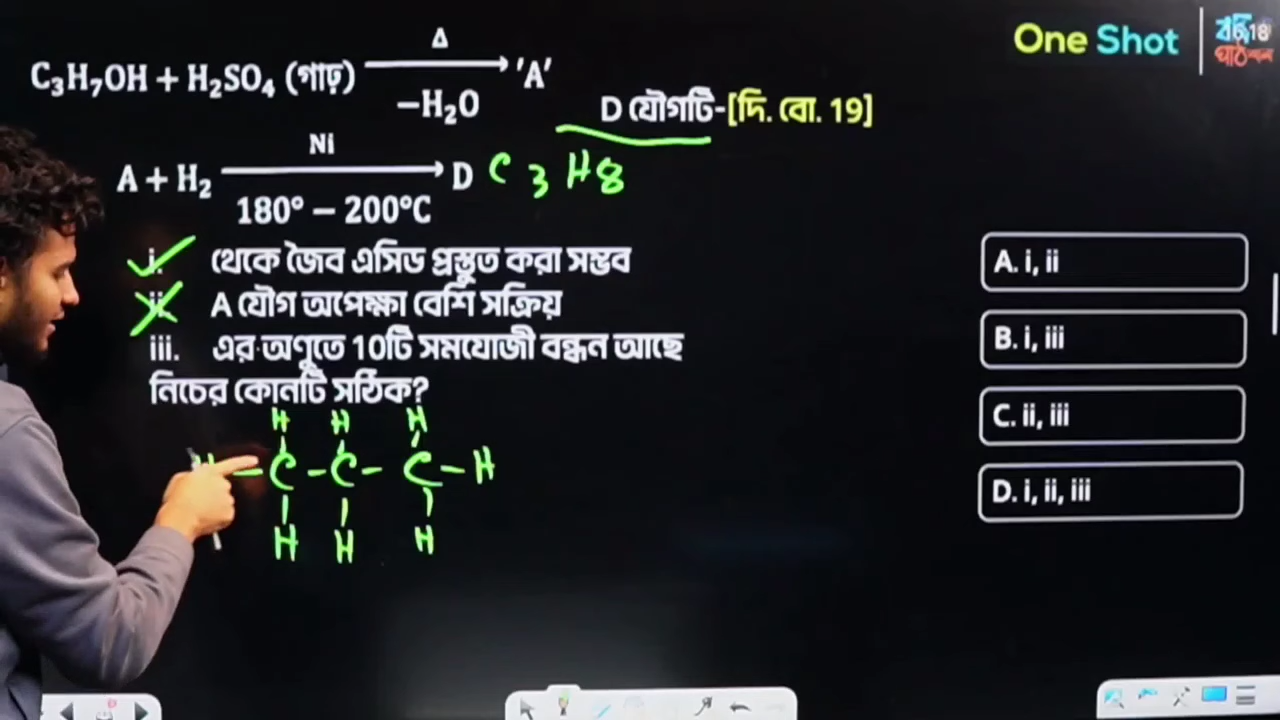 One Shot
C₃H₇OH + H₂SO₄ (গাঢ়) Δ −H₂O 'A'
D যৌগটি-[দি. বো. 19]
A + H₂ Ni 180° − 200°C D C₃H₈
i. থেকে জৈব এসিড প্রস্তুত করা সম্ভব
ii. A যৌগ অপেক্ষা বেশি সক্রিয়
iii. এর অণুতে 10টি সমযোজী বন্ধন আছে
নিচের কোনটি সঠিক?
H H H
H – C – C – C – H
H H H
A. i, ii
B. i, iii
C. ii, iii
D. i, ii, iii